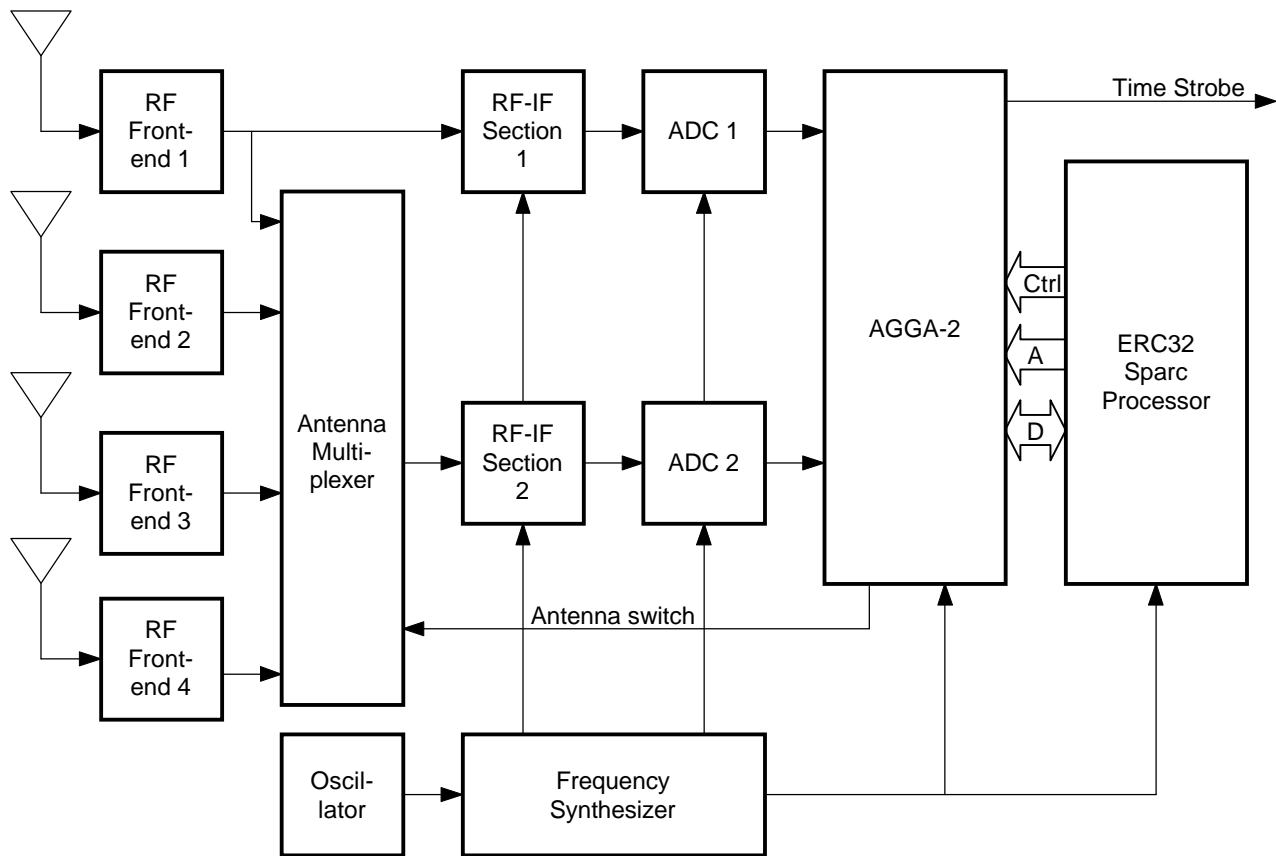 RF
Front-
end 1
RF-IF
Section
1
ADC 1
Time Strobe
RF
Front-
end 2
Ctrl
AGGA-2
A
ERC32
Sparc
Processor
RF
Front-
end 3
Antenna
Multi-
plexer
RF-IF
Section
2
ADC 2
D
RF
Front-
end 4
Antenna switch
Oscil-
lator
Frequency
Synthesizer